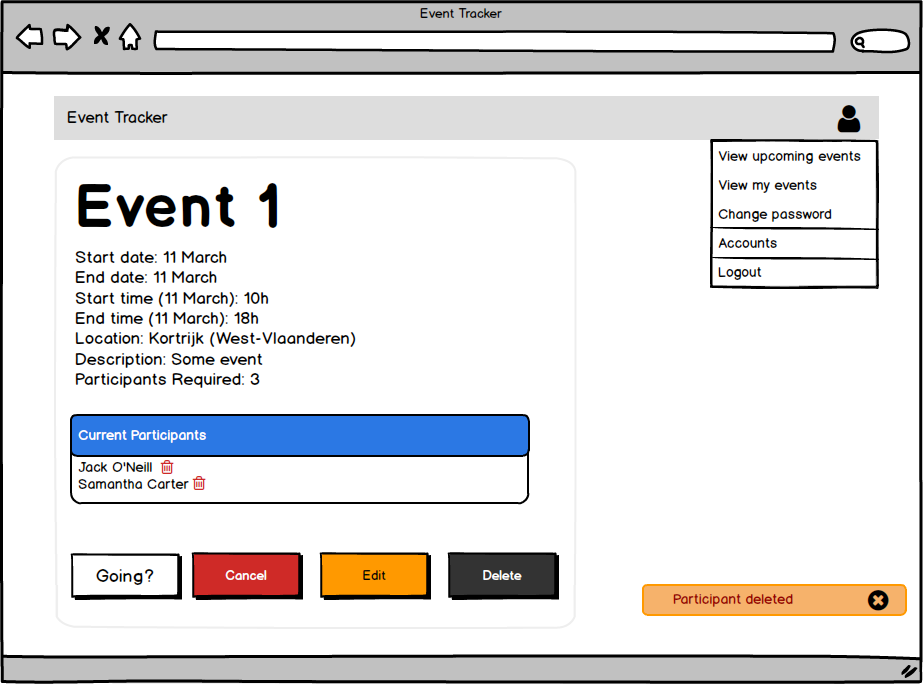 Event Tracker
Event Tracker
View upcoming events
View my events
Change password
Accounts
Logout
Event 1
Start date: 11 March
End date: 11 March
Start time (11 March): 10h
End time (11 March): 18h
Location: Kortrijk (West-Vlaanderen)
Description: Some event
Participants Required: 3
Current Participants
Jack O'Neill
Samantha Carter
Going?
Cancel
Edit
Delete
Participant deleted